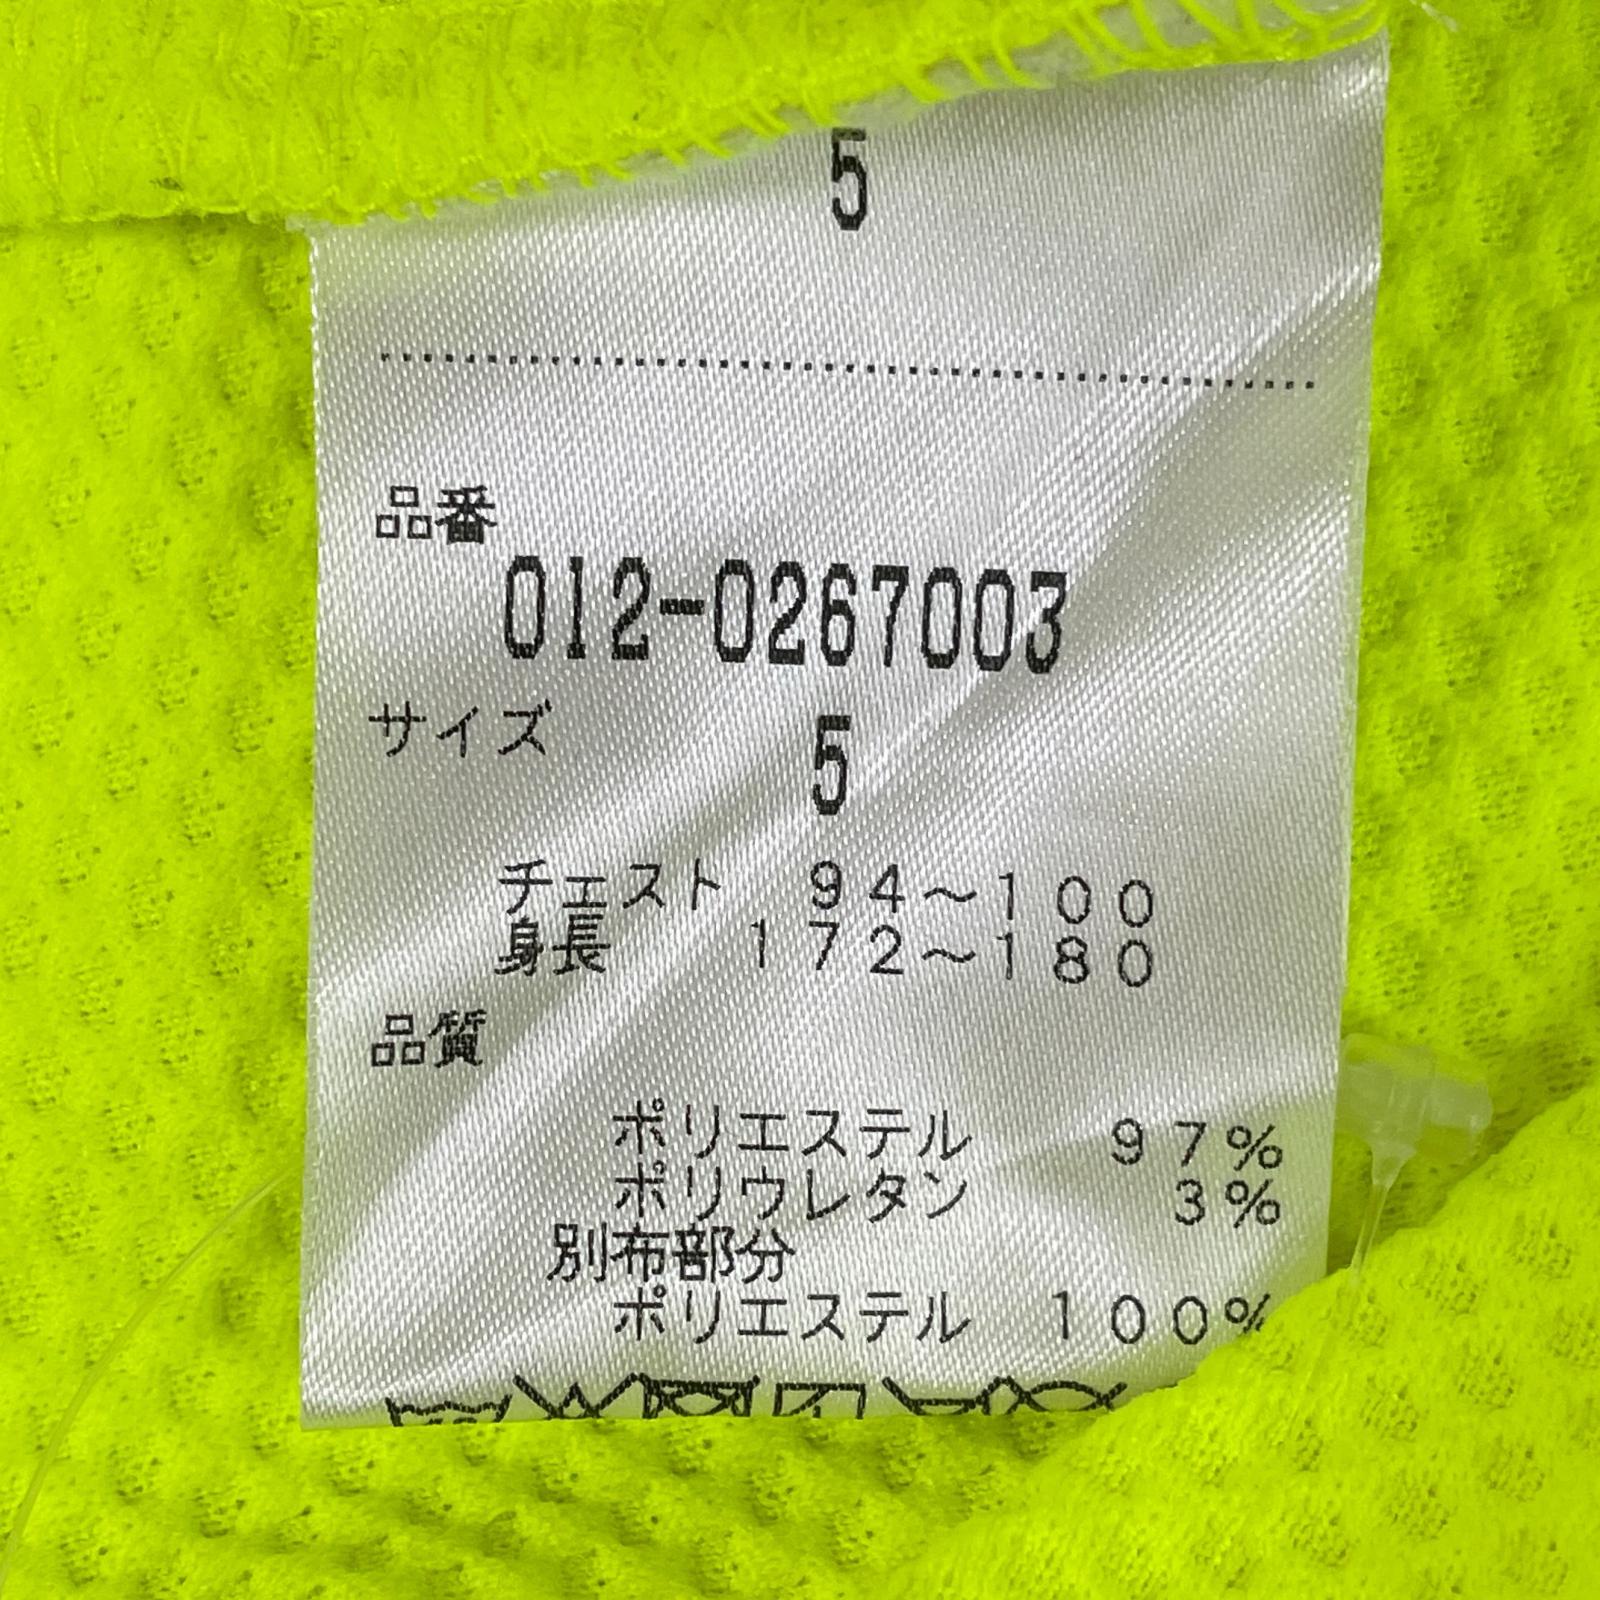 5
品番
012-0267003
サイズ
5
チェスト 94～100
身長 172～180
品質
ポリエステル 97%
ポリウレタン 3%
別布部分
ポリエステル 100%